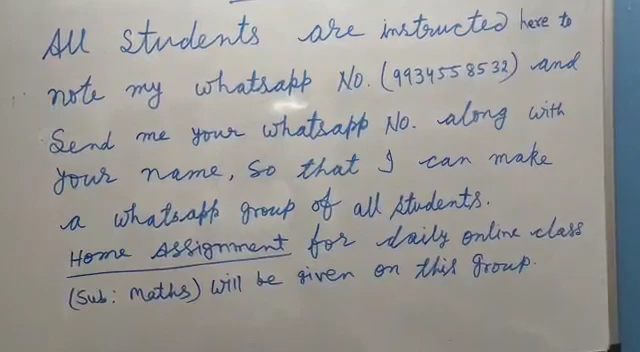 All students are instructed here to
note my whatsapp No. (9934558532) and
Send me your whatsapp No. along with
your name, so that I can make
a whatsapp group of all students.
Home Assignment for daily online class
(Sub: Maths) will be given on this group.